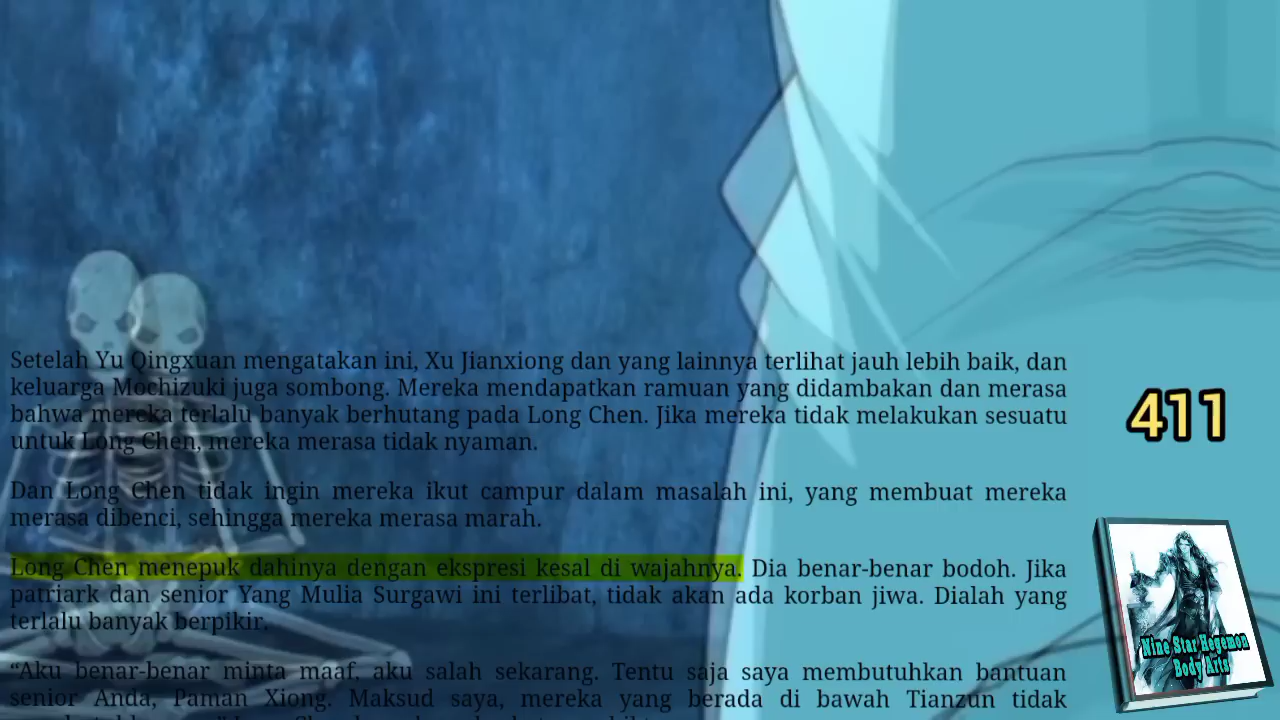 Setelah Yu Qingxuan mengatakan ini, Xu Jianxiong dan yang lainnya terlihat jauh lebih baik, dan
keluarga Mochizuki juga sombong. Mereka mendapatkan ramuan yang didambakan dan merasa
bahwa mereka terlalu banyak berhutang pada Long Chen. Jika mereka tidak melakukan sesuatu
untuk Long Chen, mereka merasa tidak nyaman.
Dan Long Chen tidak ingin mereka ikut campur dalam masalah ini, yang membuat mereka
merasa dibenci, sehingga mereka merasa marah.
Long Chen menepuk dahinya dengan ekspresi kesal di wajahnya. Dia benar-benar bodoh. Jika
patriark dan senior Yang Mulia Surgawi ini terlibat, tidak akan ada korban jiwa. Dialah yang
terlalu banyak berpikir.
“Aku benar-benar minta maaf, aku salah sekarang. Tentu saja saya membutuhkan bantuan
senior Anda, Paman Xiong. Maksud saya, mereka yang berada di bawah Tianzun tidak
411
Nine Star Hegemon
Body Arts